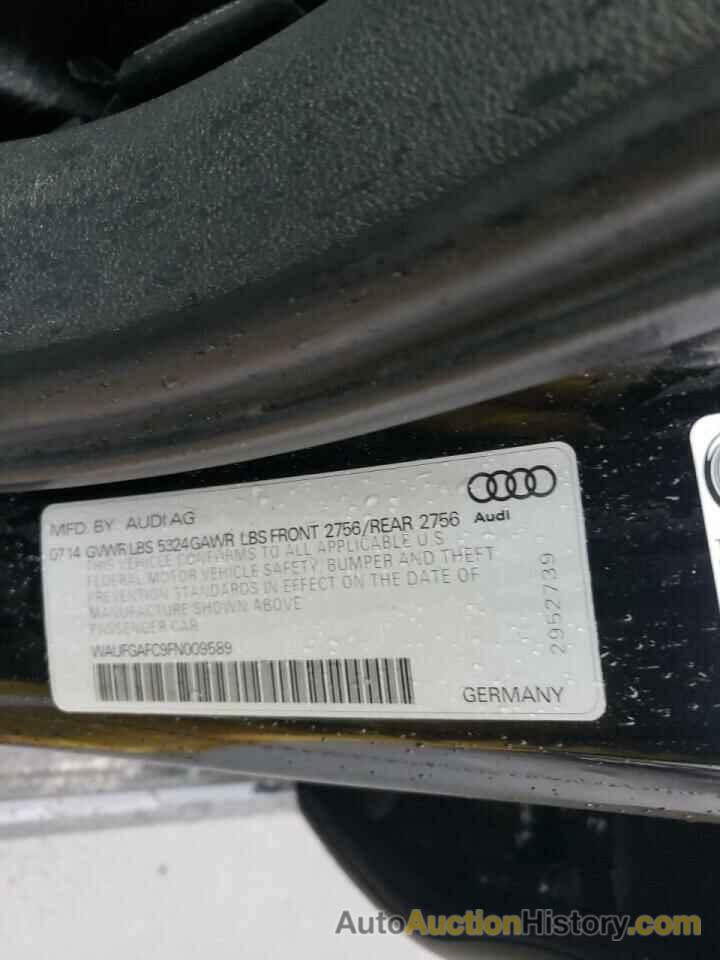 MFD. BY AUDI AG
Audi
0714 GVWR LBS 5324 GAWR LBS FRONT 2756/REAR 2756
THIS VEHICLE CONFORMS TO ALL APPLICABLE U.S.
FEDERAL MOTOR VEHICLE SAFETY, BUMPER AND THEFT
PREVENTION STANDARDS IN EFFECT ON THE DATE OF
MANUFACTURE SHOWN ABOVE
PASSENGER CAR
WAUFGAFC9FN009589
2952739
GERMANY
AutoAuctionHistory.com